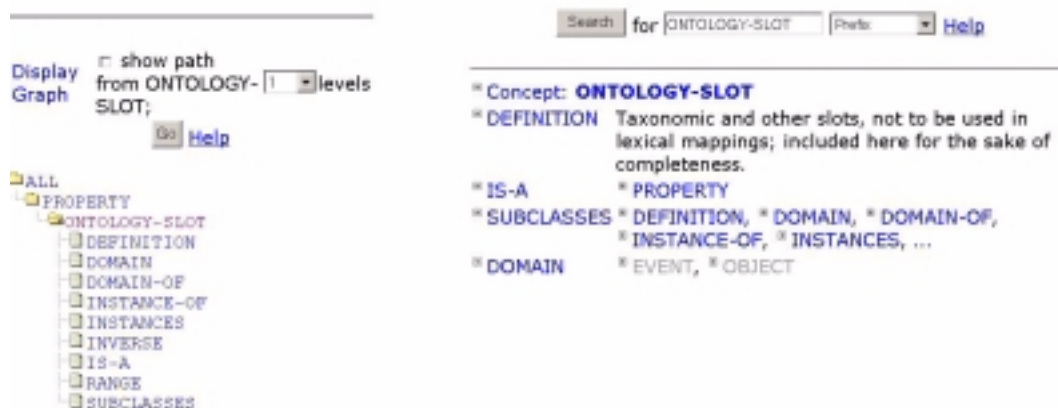 Display Graph
show path
from ONTOLOGY- 1 levels
SLOT;
Go Help
ALL
PROPERTY
ONTOLOGY-SLOT
DEFINITION
DOMAIN
DOMAIN-OF
INSTANCE-OF
INSTANCES
INVERSE
IS-A
RANGE
SUBCLASSES
Search for ONTOLOGY-SLOT Prefix Help
Concept: ONTOLOGY-SLOT
DEFINITION Taxonomic and other slots, not to be used in
lexical mappings; included here for the sake of
completeness.
IS-A PROPERTY
SUBCLASSES DEFINITION, DOMAIN, DOMAIN-OF,
INSTANCE-OF, INSTANCES, ...
DOMAIN EVENT, OBJECT